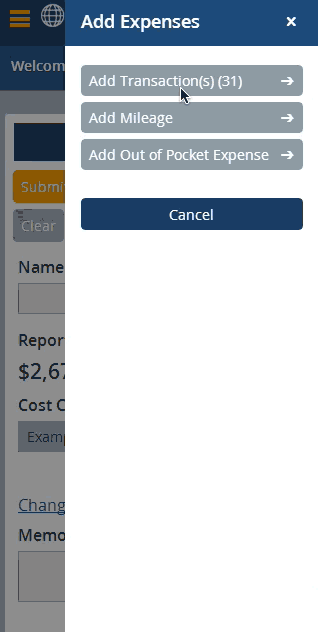 Add Expenses
×
Welcom
Add Transaction(s) (31)
Add Mileage
Add Out of Pocket Expense
Submi
Cancel
Clear
Name
Repor
$2,67
Cost C
Examp
Chang
Memo